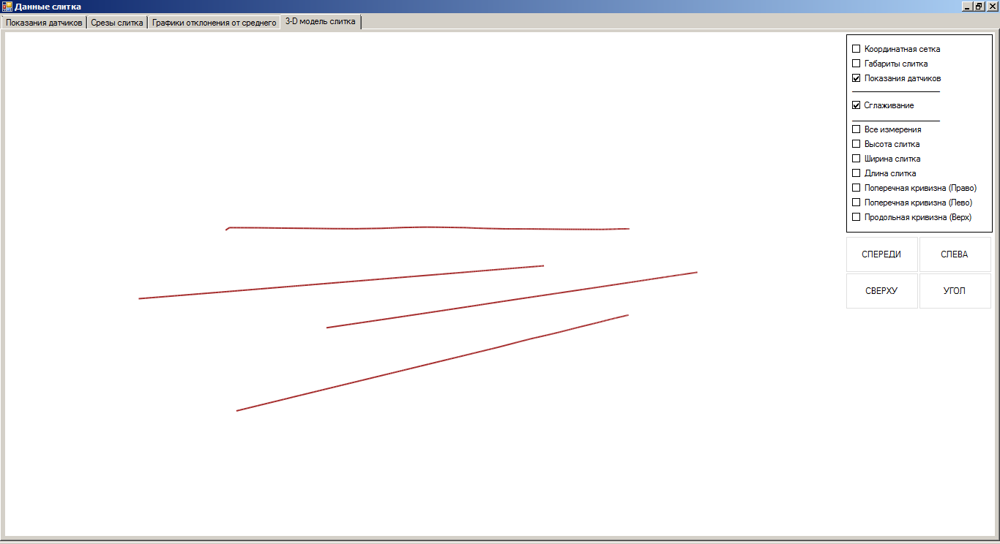 Данные слитка
Показания датчиков Срезы слитка Графики отклонения от среднего 3-D модель слитка
Координатная сетка
Габариты слитка
Показания датчиков
Сглаживание
Все измерения
Высота слитка
Ширина слитка
Длина слитка
Поперечная кривизна (Право)
Поперечная кривизна (Лево)
Продольная кривизна (Верх)
СПЕРЕДИ СЛЕВА
СВЕРХУ УГОЛ